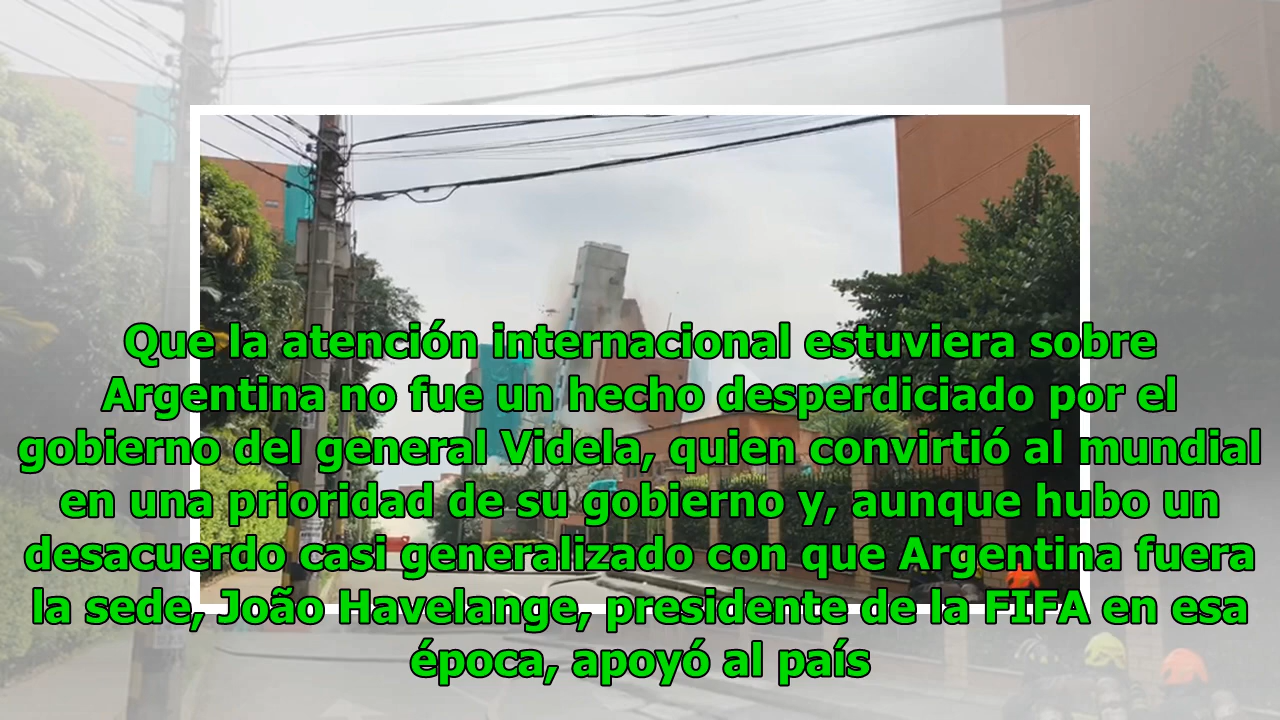 Que la atención internacional estuviera sobre
Argentina no fue un hecho desperdiciado por el
gobierno del general Videla, quien convirtió al mundial
en una prioridad de su gobierno y, aunque hubo un
desacuerdo casi generalizado con que Argentina fuera
la sede, João Havelange, presidente de la FIFA en esa
época, apoyó al país